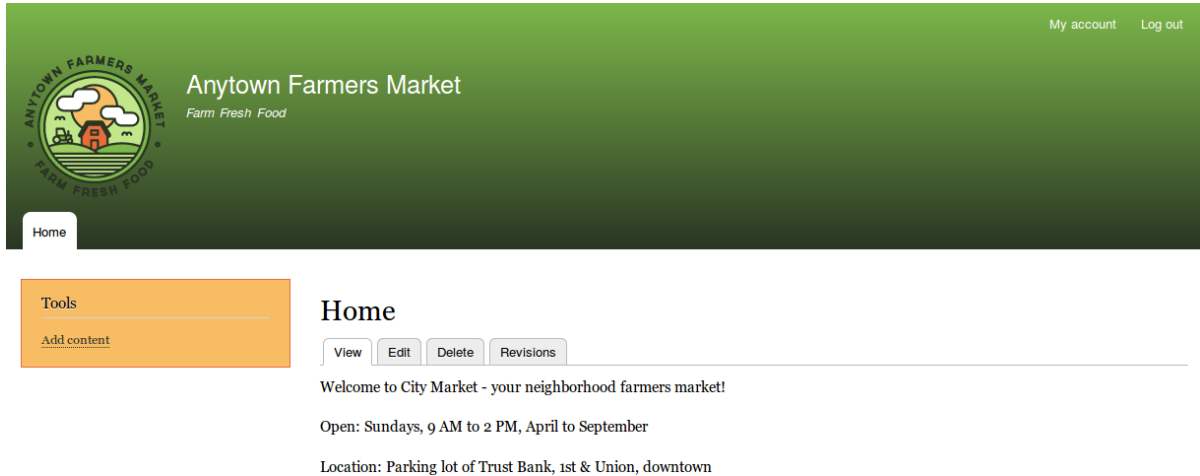 My account Log out
ANYTOWN FARMERS MARKET
FARM FRESH FOOD
Anytown Farmers Market
Farm Fresh Food
Home
Tools
Add content
Home
View Edit Delete Revisions
Welcome to City Market - your neighborhood farmers market!
Open: Sundays, 9 AM to 2 PM, April to September
Location: Parking lot of Trust Bank, 1st & Union, downtown